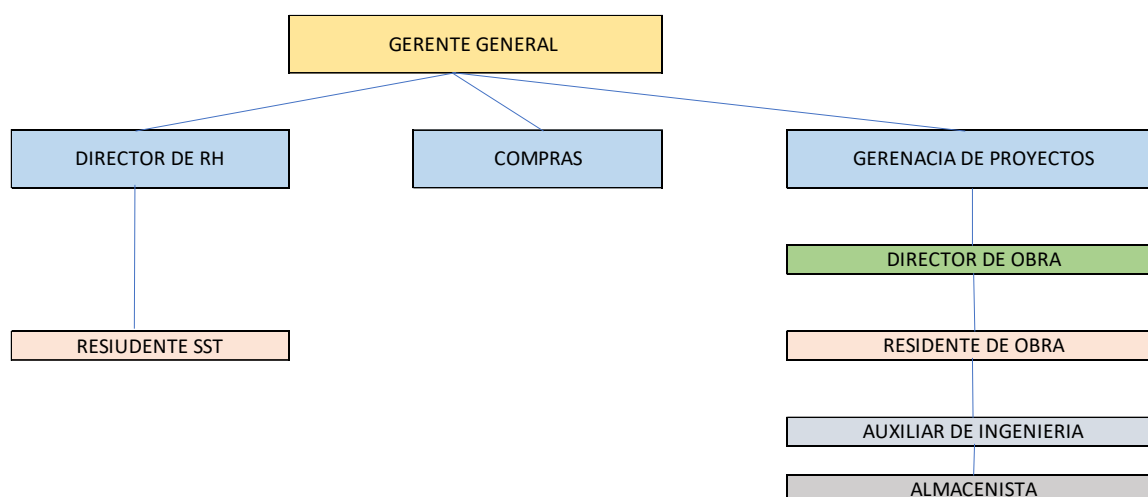 GERENTE GENERAL
DIRECTOR DE RH
COMPRAS
GERENACIA DE PROYECTOS
DIRECTOR DE OBRA
RESIUDENTE SST
RESIDENTE DE OBRA
AUXILIAR DE INGENIERIA
ALMACENISTA